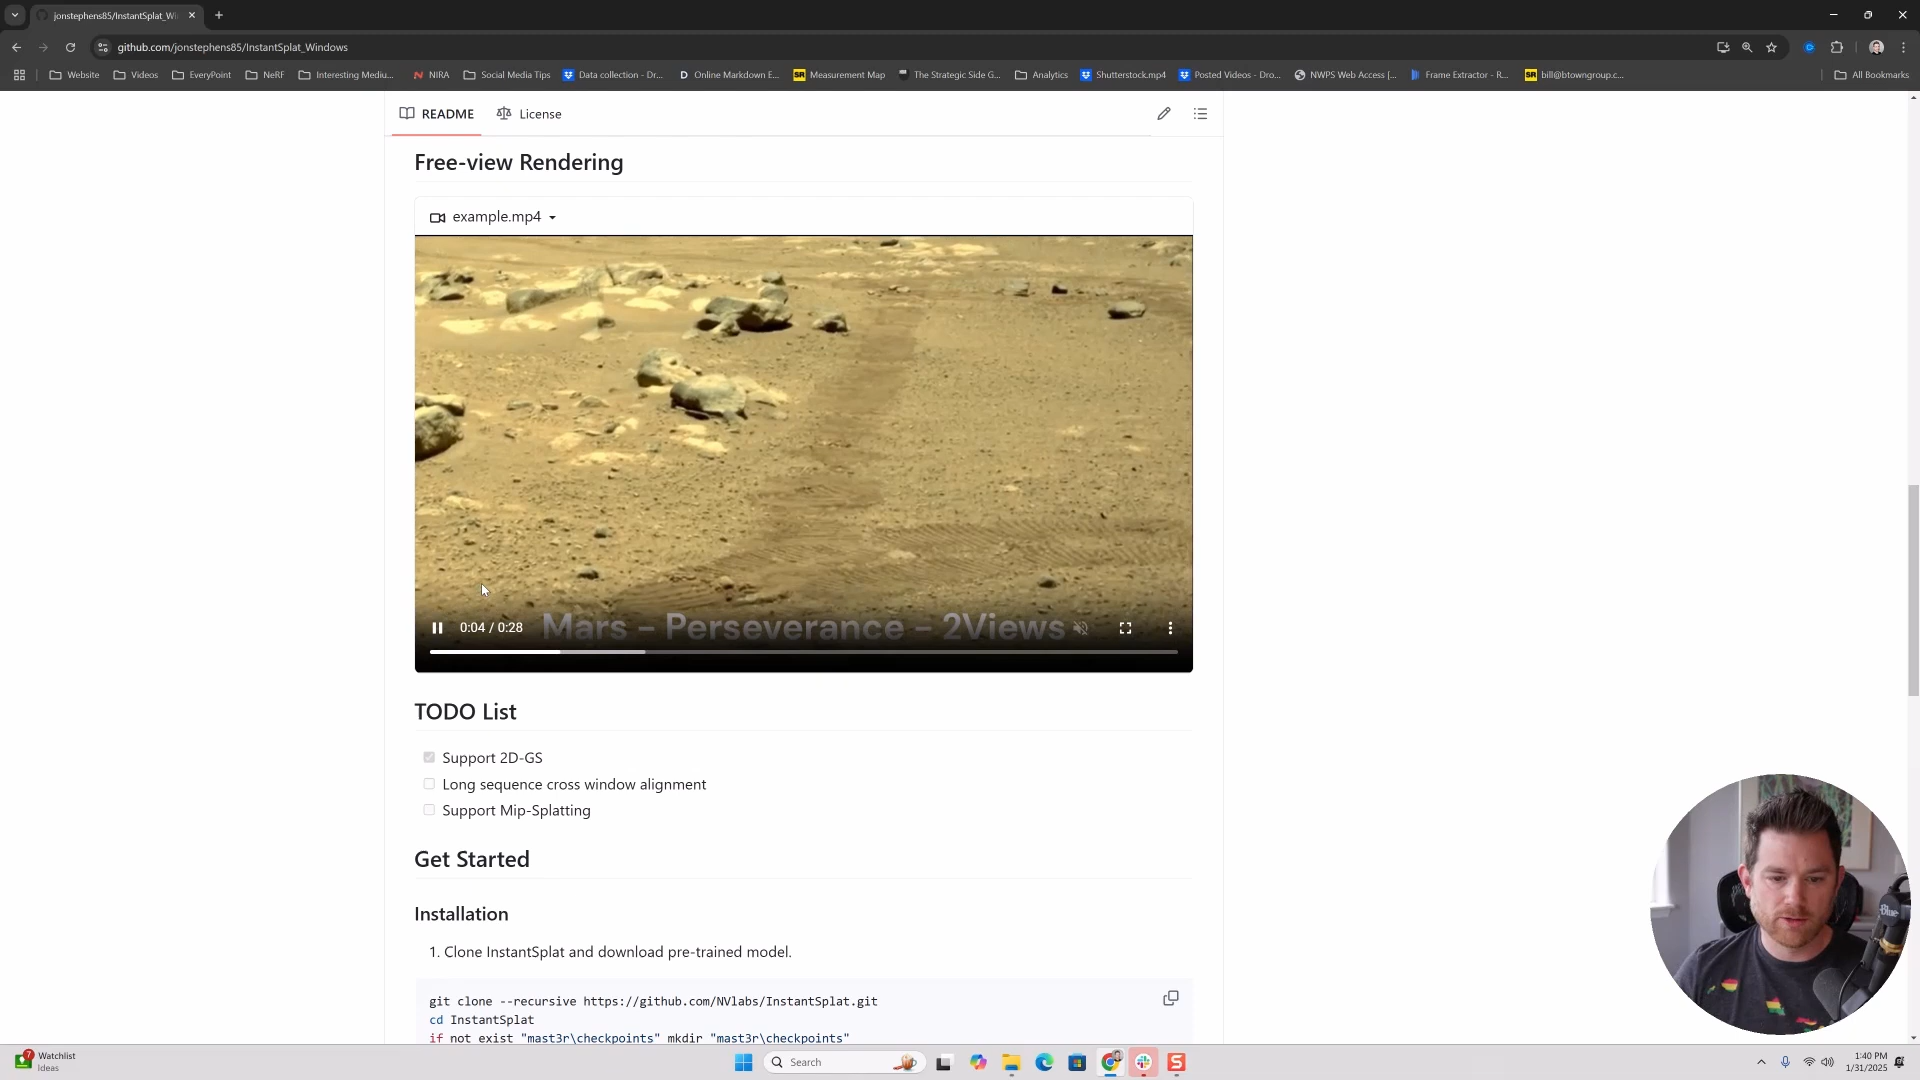 jonstephens85/InstantSplat_Wi
github.com/jonstephens85/InstantSplat_Windows
Website
Videos
EveryPoint
NeRF
Interesting Mediu...
NIRA
Social Media Tips
Data collection - Dr...
Online Markdown E...
Measurement Map
The Strategic Side G...
Analytics
Shutterstock.mp4
Posted Videos - Dro...
NWPS Web Access [...
Frame Extractor - R...
bill@btowngroup.c...
All Bookmarks
README
License
Free-view Rendering
example.mp4
Mars - Perseverance - 2Views
0:04 / 0:28
TODO List
Support 2D-GS
Long sequence cross window alignment
Support Mip-Splatting
Get Started
Installation
1. Clone InstantSplat and download pre-trained model.
git clone --recursive https://github.com/NVlabs/InstantSplat.git
cd InstantSplat
if not exist "mast3r\checkpoints" mkdir "mast3r\checkpoints"
Blue
7
Watchlist
Ideas
Search
1:40 PM
1/31/2025